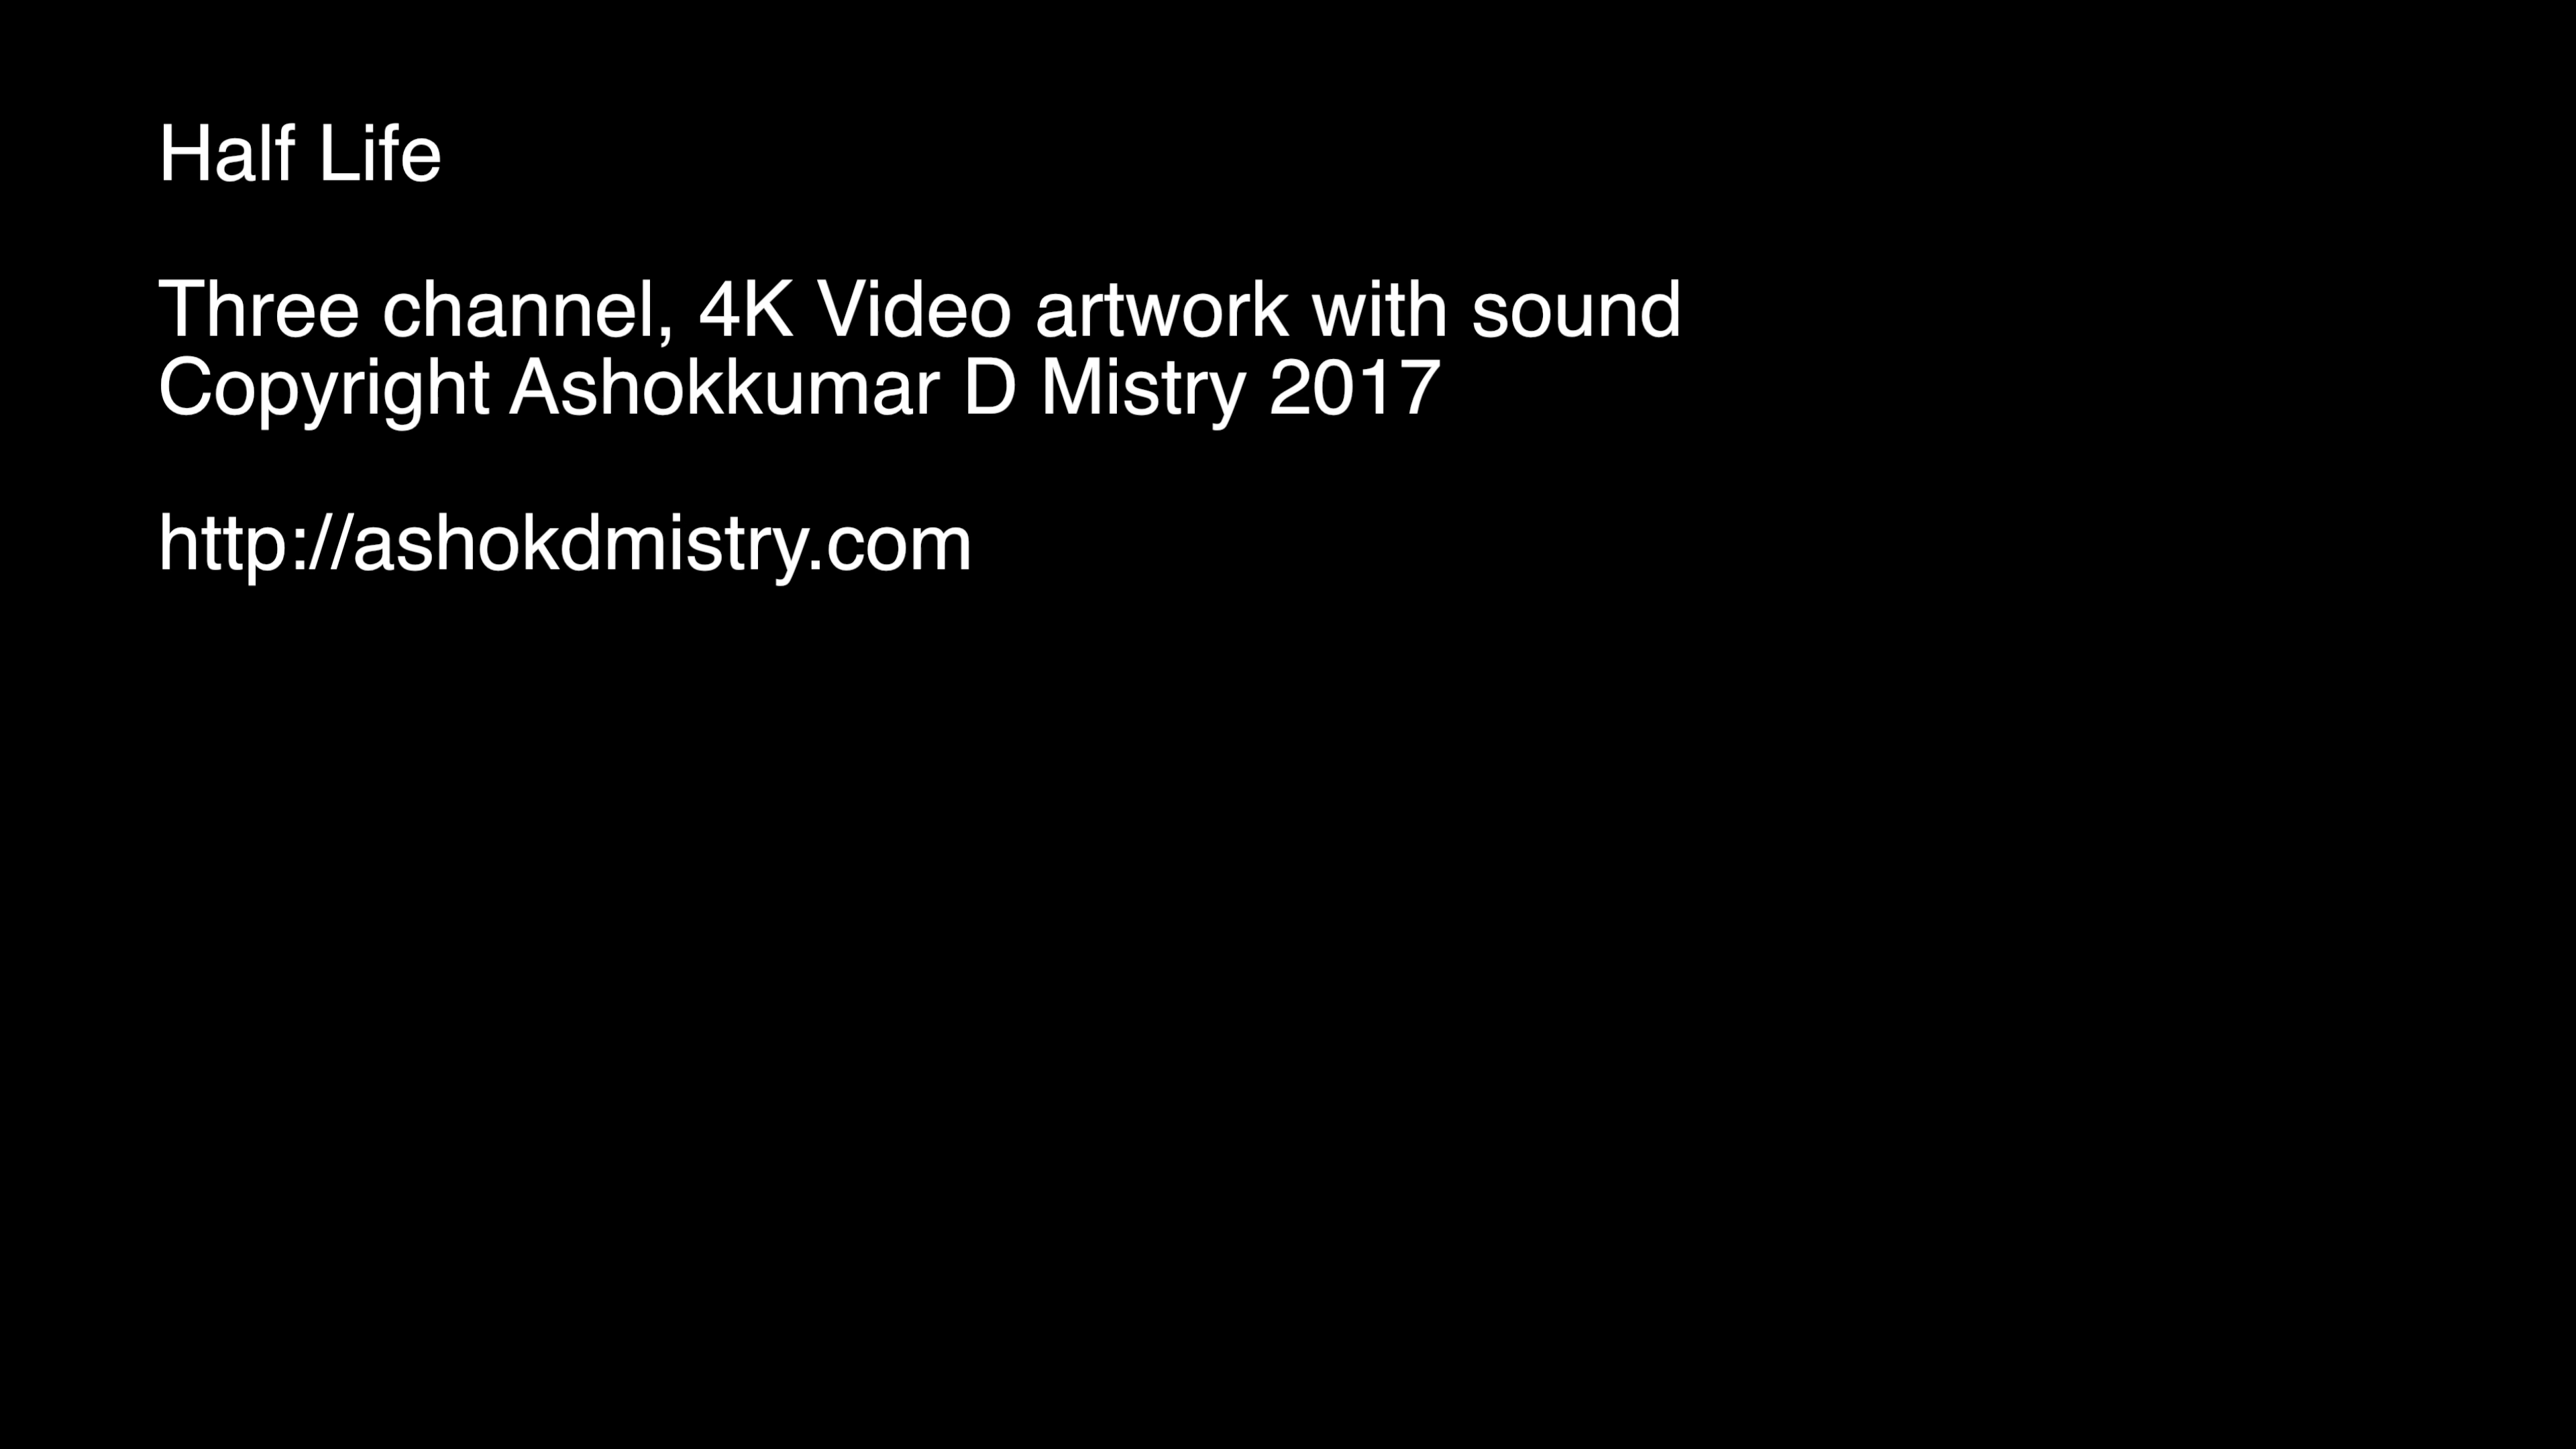 Half Life
Three channel, 4K Video artwork with sound
Copyright Ashokkumar D Mistry 2017
http://ashokdmistry.com